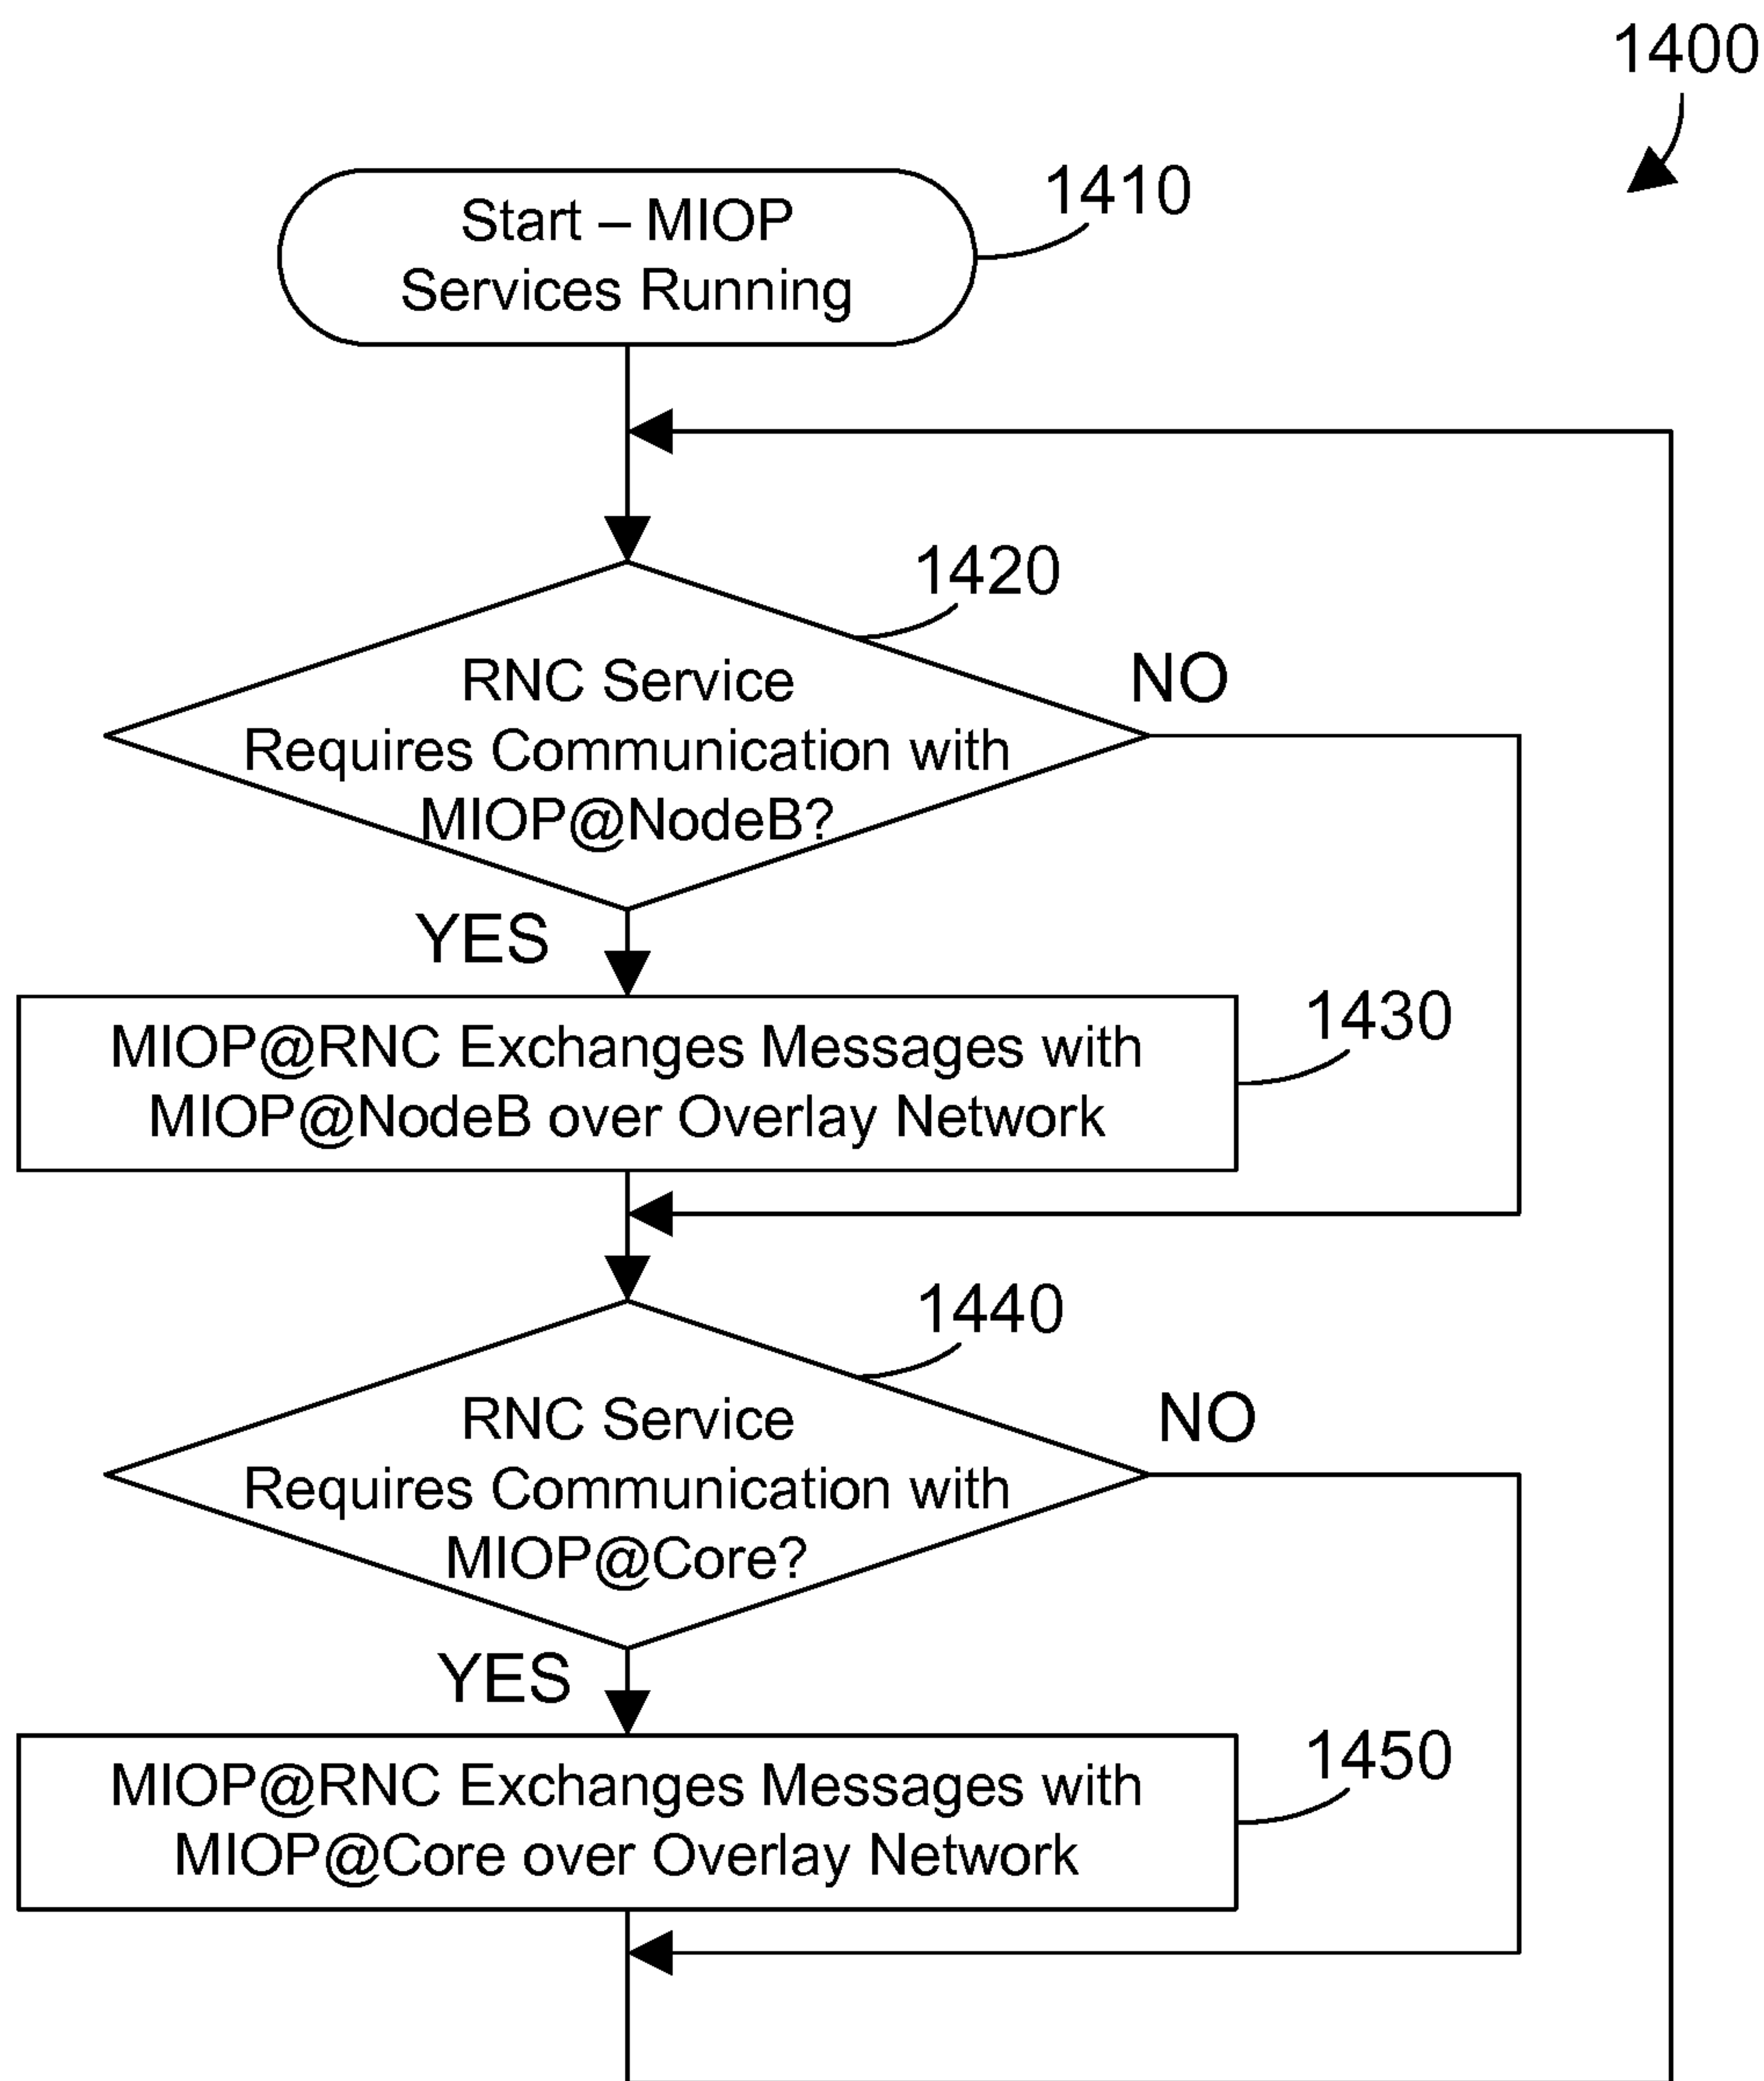 1400
Start – MIOP
Services Running
1410
1420
RNC Service
Requires Communication with
MIOP@NodeB?
NO
YES
MIOP@RNC Exchanges Messages with
MIOP@NodeB over Overlay Network
1430
1440
RNC Service
Requires Communication with
MIOP@Core?
NO
YES
MIOP@RNC Exchanges Messages with
MIOP@Core over Overlay Network
1450